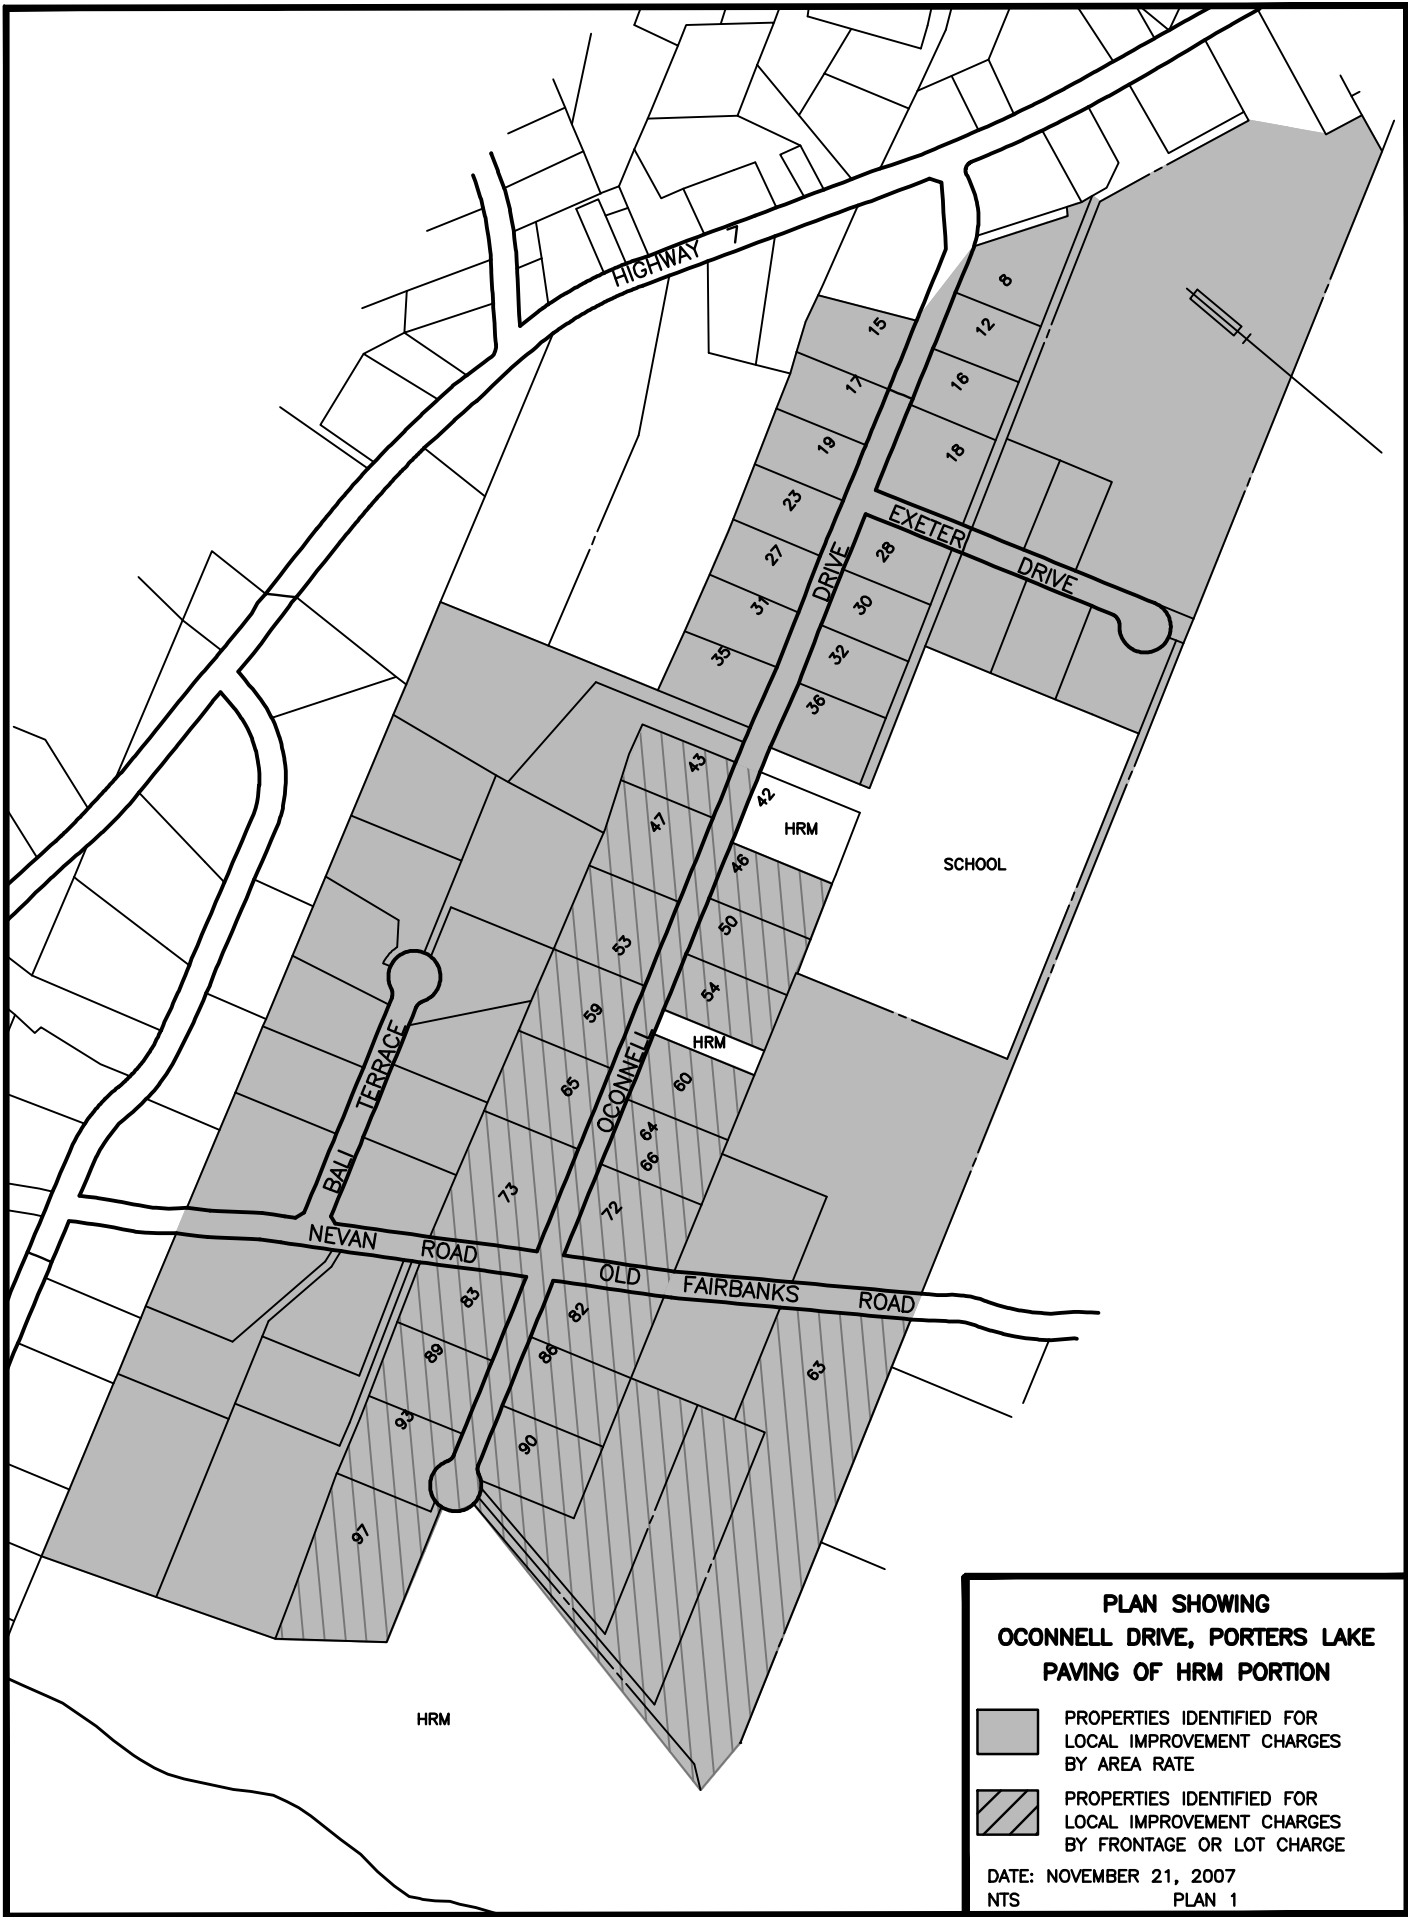 HIGHWAY 7
8
15
12
17
16
19
18
23
EXETER DRIVE
27
28
31
30
35
32
36
43
42
47
HRM
46
SCHOOL
50
53
54
59
HRM
65
60
64
66
73
72
OCONNELL DRIVE
BALI TERRACE
NEVAN ROAD
OLD FAIRBANKS ROAD
83
82
89
86
63
93
90
97
HRM
PLAN SHOWING
OCONNELL DRIVE, PORTERS LAKE
PAVING OF HRM PORTION
PROPERTIES IDENTIFIED FOR
LOCAL IMPROVEMENT CHARGES
BY AREA RATE
PROPERTIES IDENTIFIED FOR
LOCAL IMPROVEMENT CHARGES
BY FRONTAGE OR LOT CHARGE
DATE: NOVEMBER 21, 2007
NTS PLAN 1